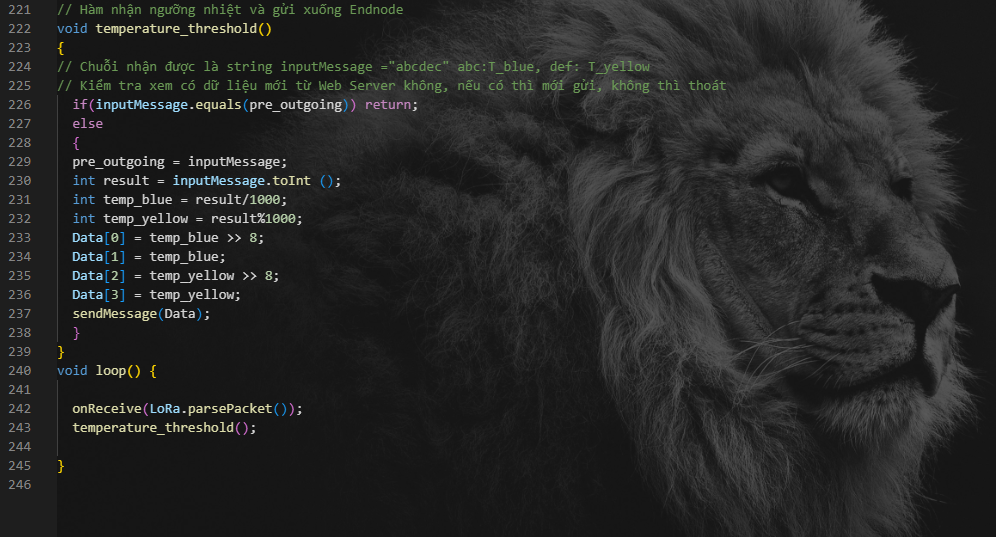 221 // Hàm nhận ngưỡng nhiệt và gửi xuống Endnode
222 void temperature_threshold()
223 {
224 // Chuỗi nhận được là string inputMessage ="abcdec" abc:T_blue, def: T_yellow
225 // Kiểm tra xem có dữ liệu mới từ Web Server không, nếu có thì mới gửi, không thì thoát
226 if(inputMessage.equals(pre_outgoing)) return;
227 else
228 {
229 pre_outgoing = inputMessage;
230 int result = inputMessage.toInt ();
231 int temp_blue = result/1000;
232 int temp_yellow = result%1000;
233 Data[0] = temp_blue >> 8;
234 Data[1] = temp_blue;
235 Data[2] = temp_yellow >> 8;
236 Data[3] = temp_yellow;
237 sendMessage(Data);
238 }
239 }
240 void loop() {
241
242 onReceive(LoRa.parsePacket());
243 temperature_threshold();
244
245 }
246